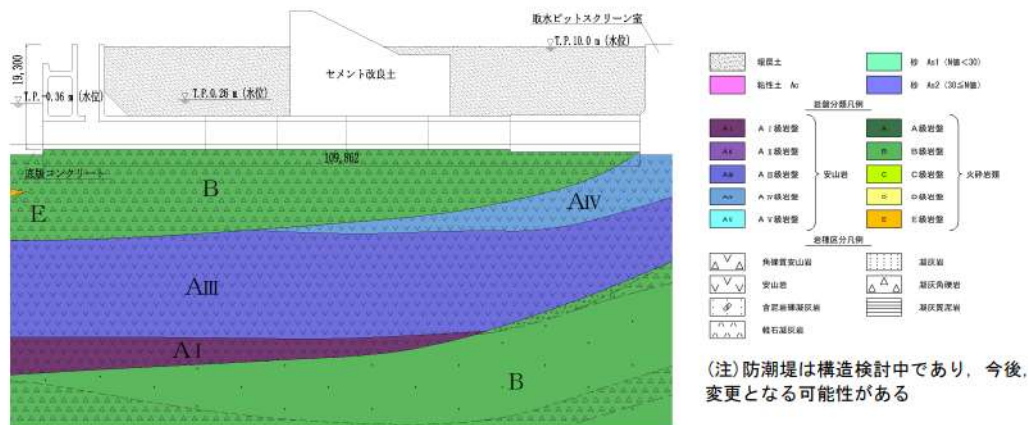 取水ピットスクリーン室
T.P.10.0 m (水位)
19,300
セメント改良土
T.P.-0.36 m (水位)
T.P.0.26 m (水位)
109,862
底版コンクリート
B
E
AIV
AIII
AI
B
埋戻土
砂 As1 (N値<30)
粘性土 Ac
砂 As2 (30≦N値)
岩盤分類凡例
AⅠ級岩盤
A級岩盤
AⅡ級岩盤
B級岩盤
AⅢ級岩盤
安山岩
C級岩盤
火砕岩類
AⅣ級岩盤
D級岩盤
AⅤ級岩盤
E級岩盤
岩種区分凡例
角礫質安山岩
凝灰岩
安山岩
凝灰角礫岩
含泥岩礫凝灰岩
凝灰質泥岩
軽石凝灰岩
(注)防潮堤は構造検討中であり，今後，
変更となる可能性がある